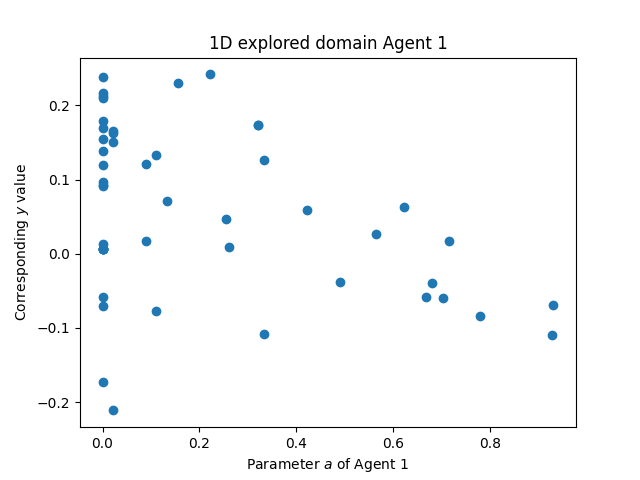 1D explored domain Agent 1
Corresponding y value
0.2
0.1
0.0
−0.1
−0.2
0.0 0.2 0.4 0.6 0.8
Parameter a of Agent 1